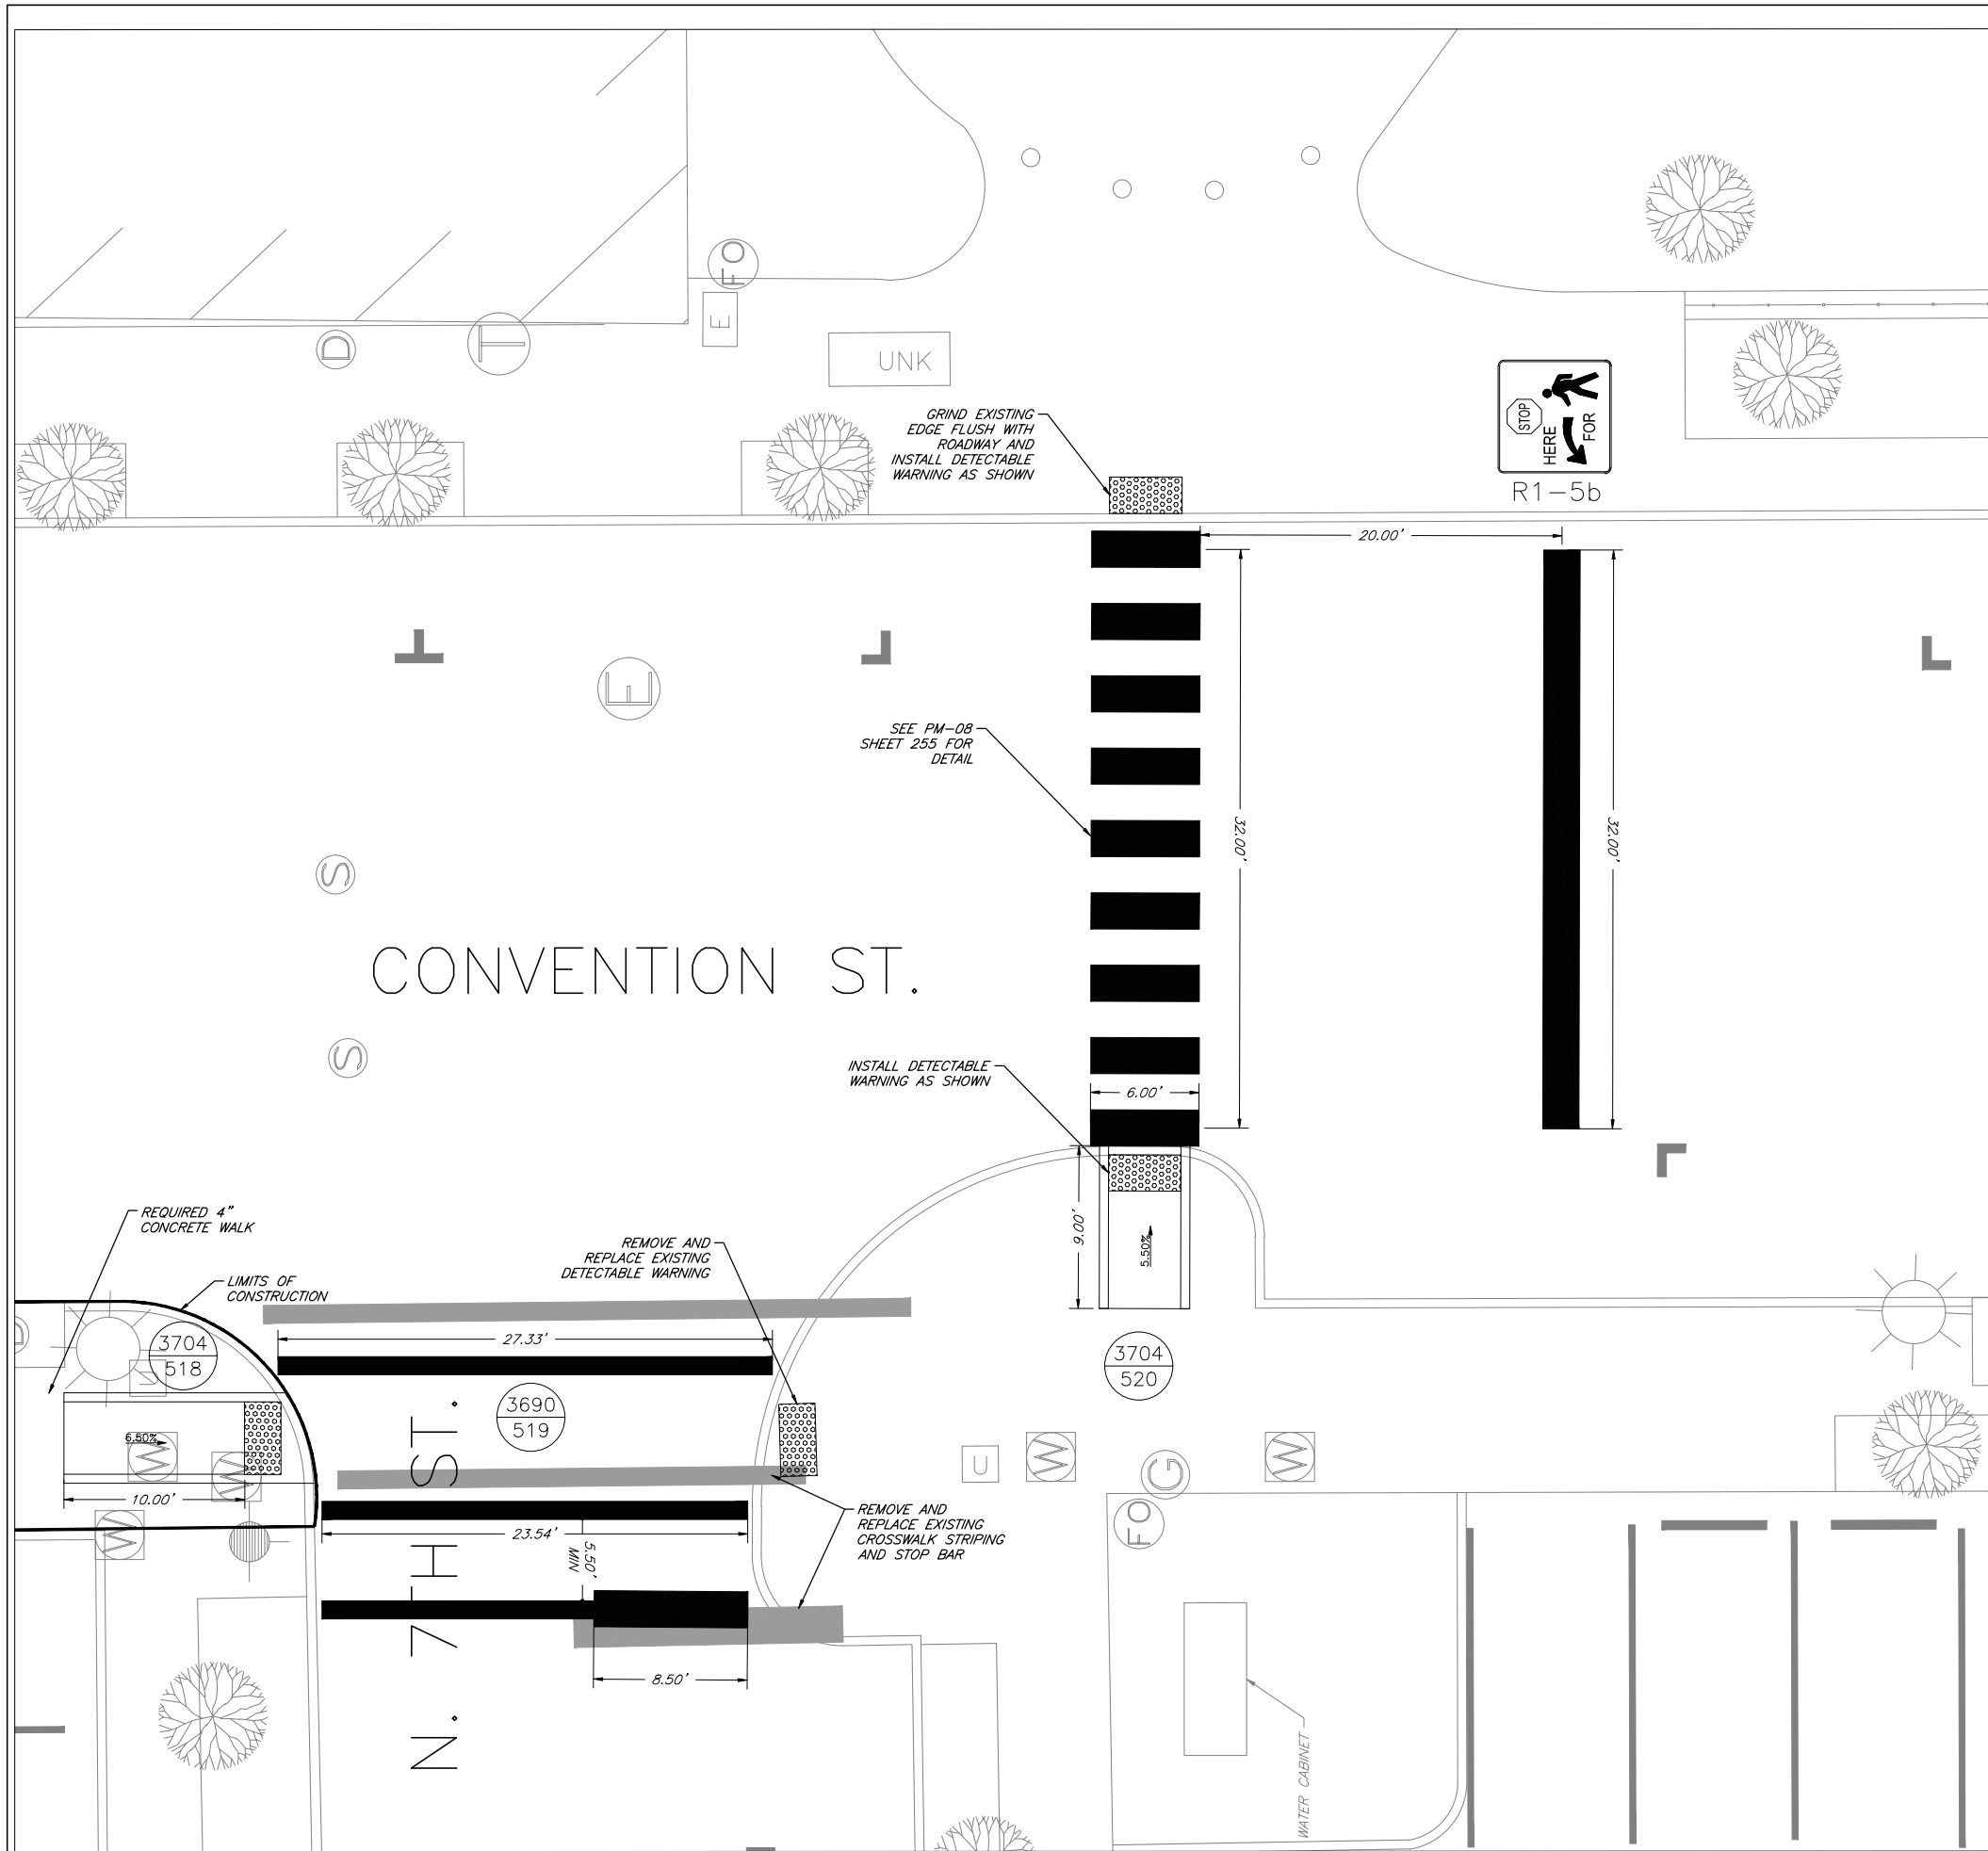 FO
E
D
T
UNK
GRIND EXISTING
EDGE FLUSH WITH
ROADWAY AND
INSTALL DETECTABLE
WARNING AS SHOWN
STOP
HERE
FOR
R1-5b
20.00'
E
SEE PM-08
SHEET 255 FOR
DETAIL
32.00'
32.00'
S
CONVENTION ST.
S
INSTALL DETECTABLE
WARNING AS SHOWN
6.00'
9.00'
5.50%
REQUIRED 4"
CONCRETE WALK
REMOVE AND
REPLACE EXISTING
DETECTABLE WARNING
LIMITS OF
CONSTRUCTION
27.33'
3704
518
3704
520
3690
519
6.50%
W
W
W
10.00'
U
W
G
W
FO
23.54'
5.50'
MIN
REMOVE AND
REPLACE EXISTING
CROSSWALK STRIPING
AND STOP BAR
N. 7TH ST.
8.50'
WATER CABINET